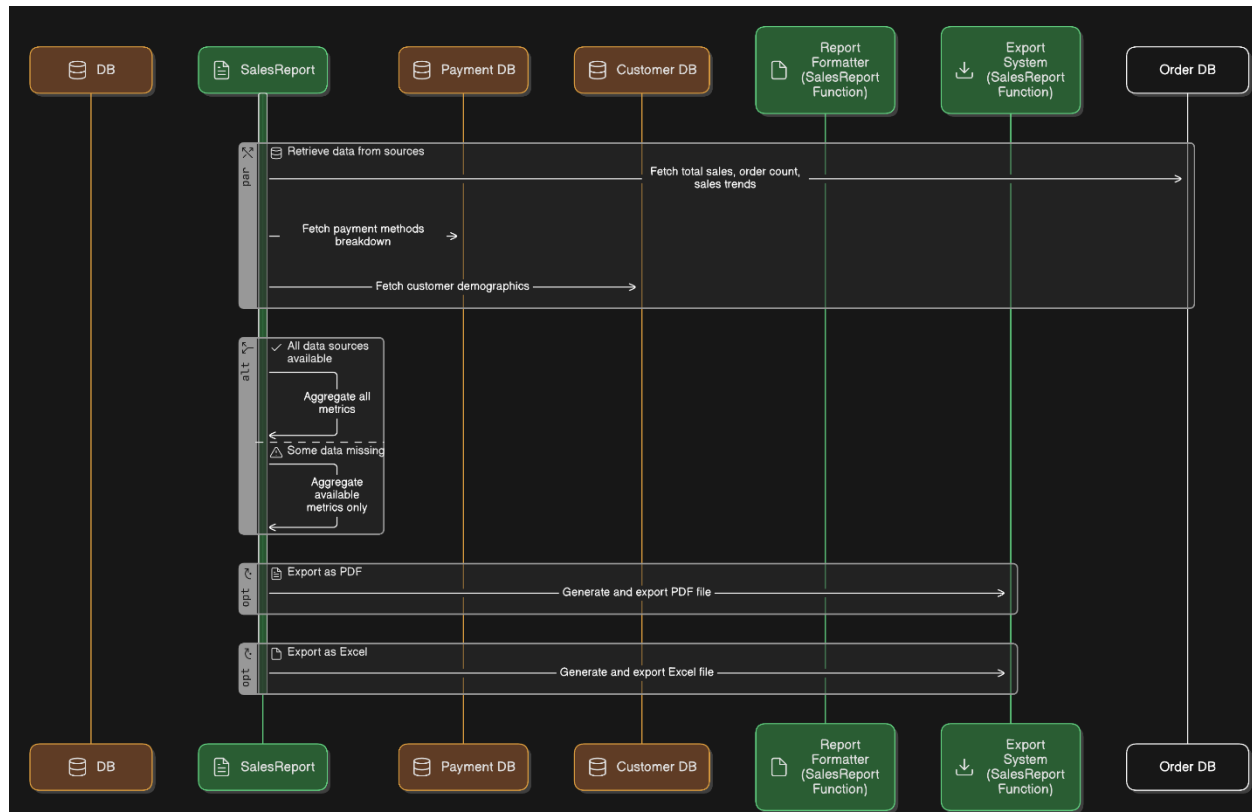 DB
SalesReport
Payment DB
Customer DB
Report
Formatter
(SalesReport
Function)
Export
System
(SalesReport
Function)
Order DB
par
Retrieve data from sources
Fetch total sales, order count,
sales trends
Fetch payment methods
breakdown
Fetch customer demographics
alt
All data sources
available
Aggregate all
metrics
Some data missing
Aggregate
available
metrics only
opt
Export as PDF
Generate and export PDF file
opt
Export as Excel
Generate and export Excel file
DB
SalesReport
Payment DB
Customer DB
Report
Formatter
(SalesReport
Function)
Export
System
(SalesReport
Function)
Order DB